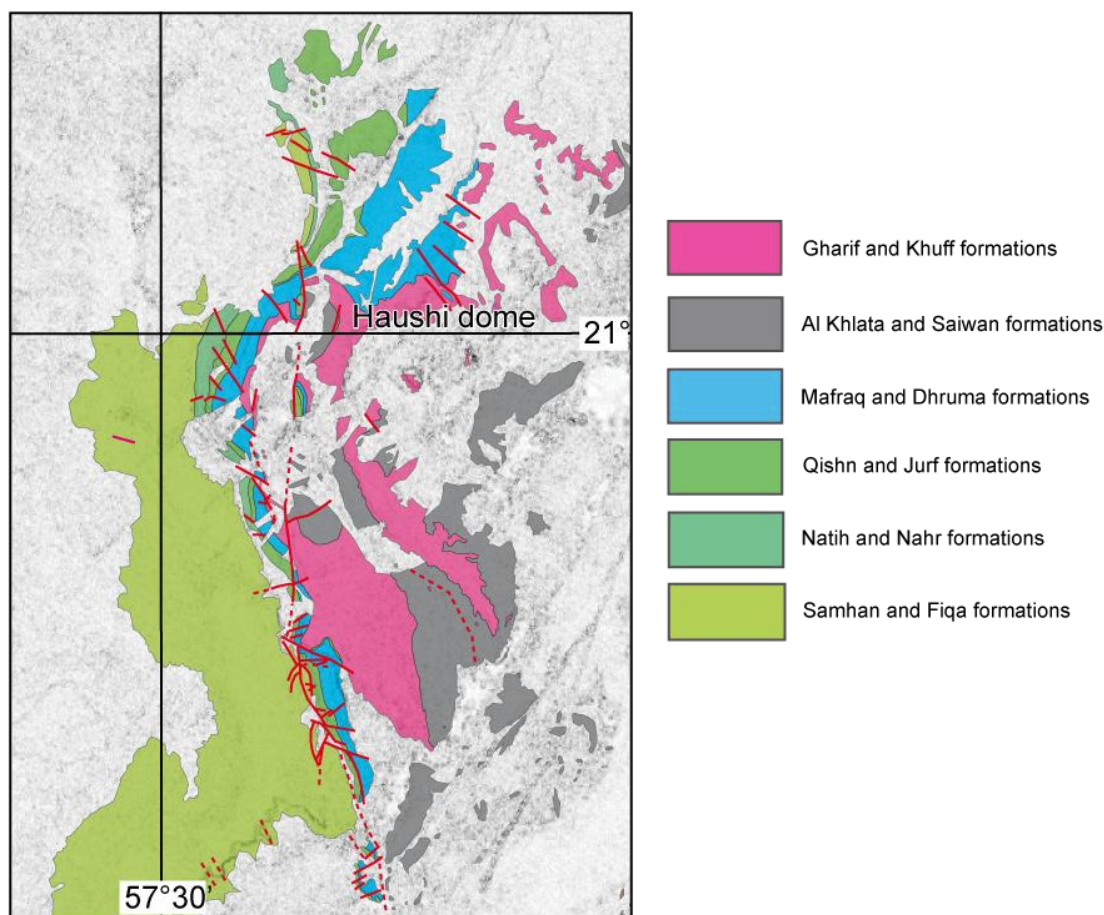 Haushi dome
21°
57°30'
Gharif and Khuff formations
Al Khlata and Saiwan formations
Mafraq and Dhruma formations
Qishn and Jurf formations
Natih and Nahr formations
Samhan and Fiqa formations